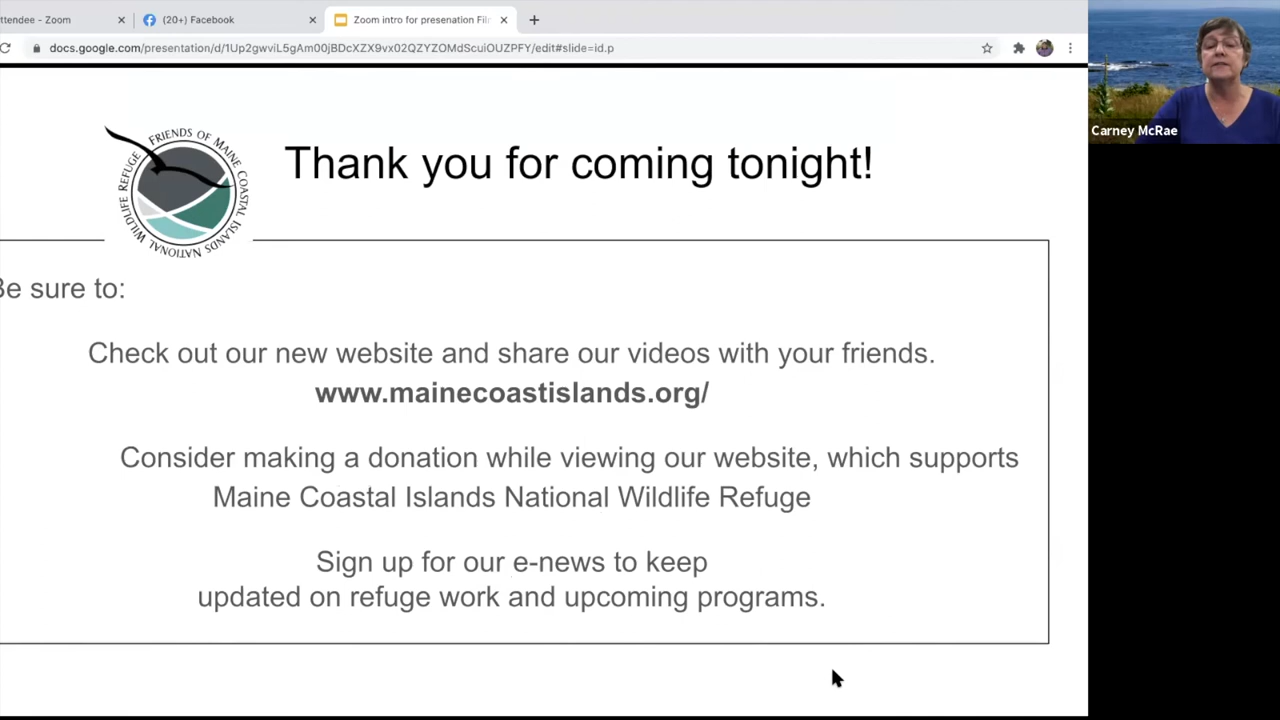 ttendee - Zoom
(20+) Facebook
Zoom intro for presenation Film
docs.google.com/presentation/d/1Up2gwviL5gAm00jBDcXZX9vx02QZYZOMdScuiOUZPFY/edit#slide=id.p
Carney McRae
FRIENDS OF MAINE COASTAL ISLANDS NATIONAL WILDLIFE REFUGE
Thank you for coming tonight!
Be sure to:
Check out our new website and share our videos with your friends.
www.mainecoastislands.org/
Consider making a donation while viewing our website, which supports
Maine Coastal Islands National Wildlife Refuge
Sign up for our e-news to keep
updated on refuge work and upcoming programs.